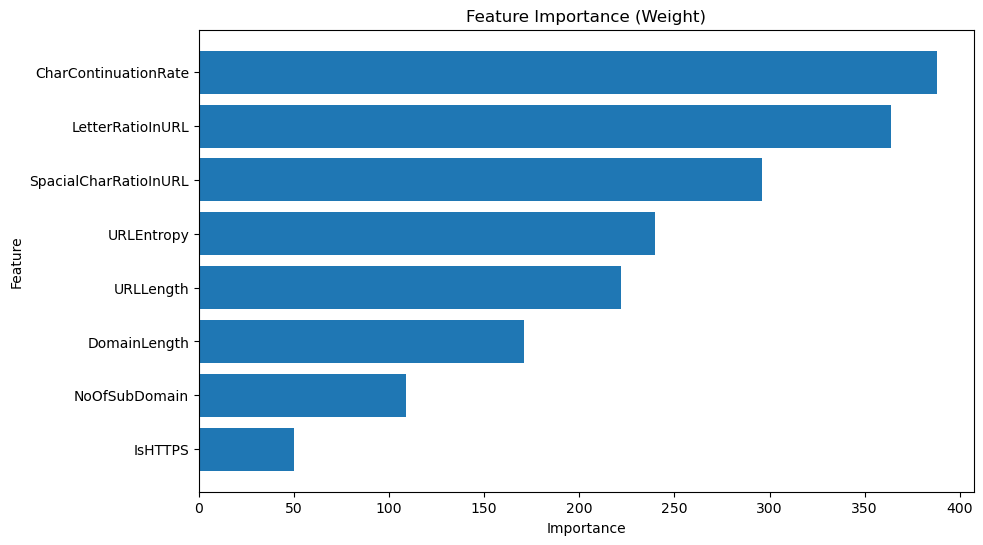 Feature Importance (Weight)
CharContinuationRate
LetterRatioInURL
SpacialCharRatioInURL
URLEntropy
URLLength
DomainLength
NoOfSubDomain
IsHTTPS
Feature
0 50 100 150 200 250 300 350 400
Importance